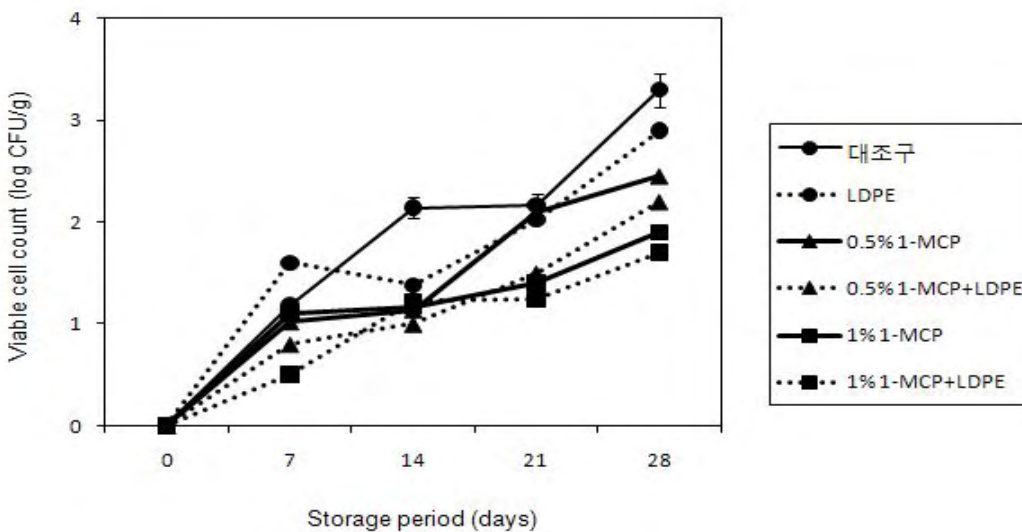 Viable cell count (log CFU/g)
4
3
2
1
0
0 7 14 21 28
Storage period (days)
대조구
LDPE
0.5%1-MCP
0.5%1-MCP+LDPE
1%1-MCP
1%1-MCP+LDPE